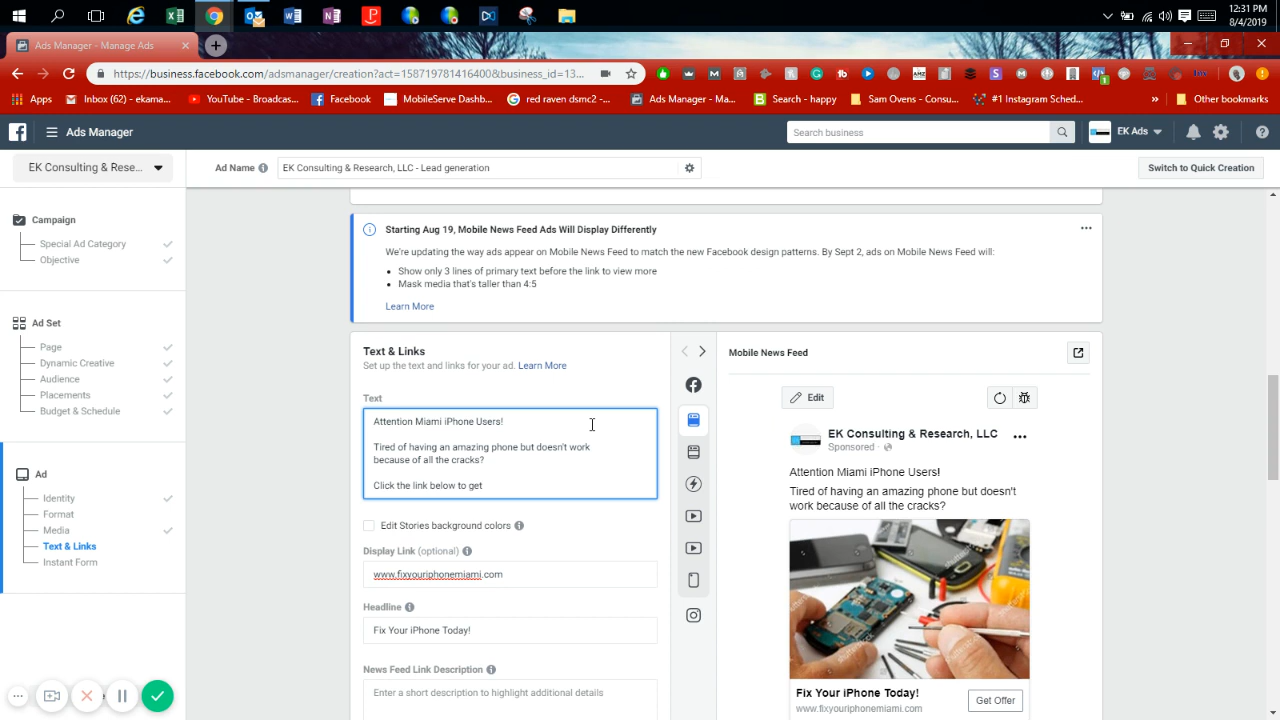 12:31 PM
8/4/2019
Ads Manager - Manage Ads
https://business.facebook.com/adsmanager/creation?act=1587197814164008&business_id=13...
Apps
Inbox (62) - ekama...
YouTube - Broadcas...
Facebook
MobileServe Dashb...
red raven dsmc2 -...
Ads Manager - Ma...
Search - happy
Sam Ovens - Consu...
#1 Instagram Sched...
»
Other bookmarks
Ads Manager
Search business
EK Ads
EK Consulting & Rese...
Ad Name
EK Consulting & Research, LLC - Lead generation
Switch to Quick Creation
Campaign
Special Ad Category
Objective
Ad Set
Page
Dynamic Creative
Audience
Placements
Budget & Schedule
Ad
Identity
Format
Media
Text & Links
Instant Form
Starting Aug 19, Mobile News Feed Ads Will Display Differently
We're updating the way ads appear on Mobile News Feed to match the new Facebook design patterns. By Sept 2, ads on Mobile News Feed will:
• Show only 3 lines of primary text before the link to view more
• Mask media that's taller than 4:5
Learn More
Text & Links
Set up the text and links for your ad. Learn More
Text
Attention Miami iPhone Users!
Tired of having an amazing phone but doesn't work
because of all the cracks?
Click the link below to get
Edit Stories background colors
Display Link (optional)
www.fixyouriphonemiami.com
Headline
Fix Your iPhone Today!
News Feed Link Description
Enter a short description to highlight additional details
Mobile News Feed
Edit
EK Consulting & Research, LLC
Sponsored ·
Attention Miami iPhone Users!
Tired of having an amazing phone but doesn't
work because of all the cracks?
Fix Your iPhone Today!
www.fixyouriphonemiami.com
Get Offer